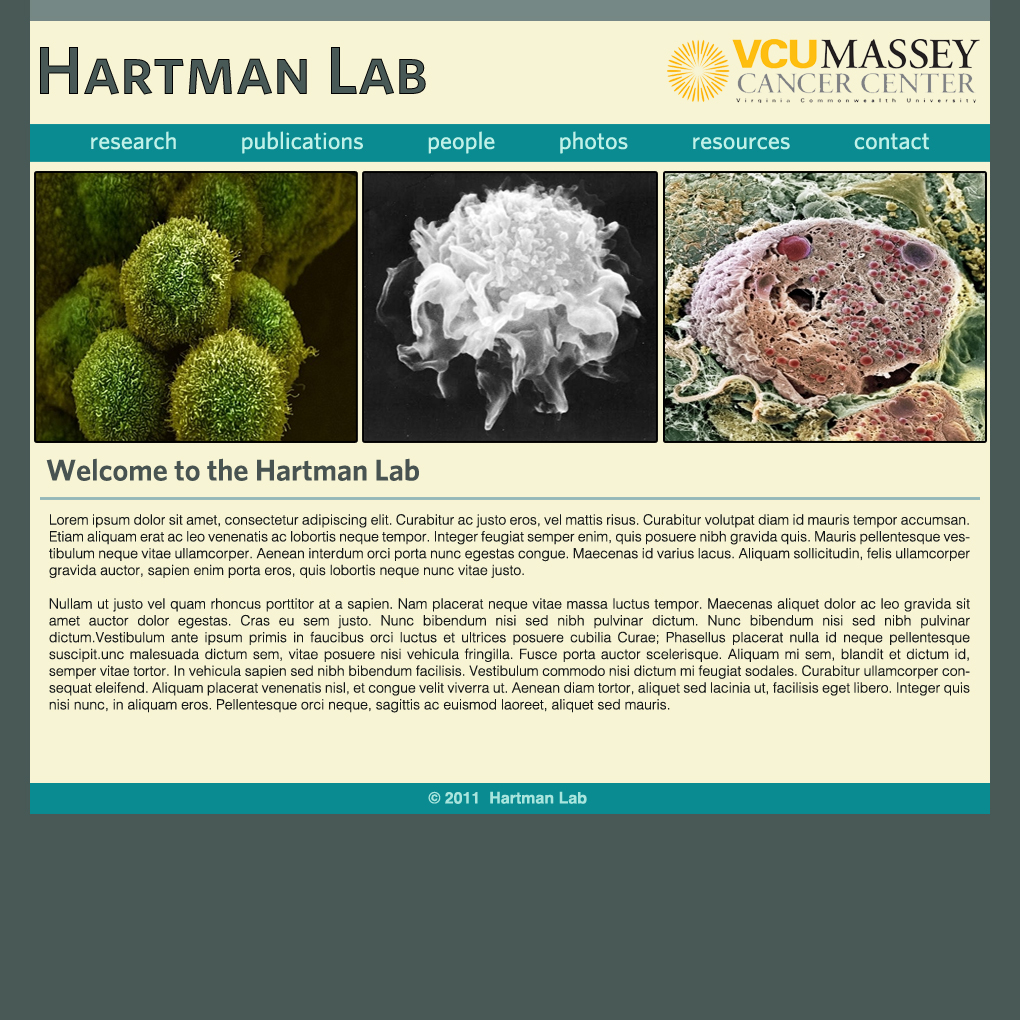 Hartman Lab
VCU MASSEY
CANCER CENTER
Virginia Commonwealth University
research publications people photos resources contact
Welcome to the Hartman Lab
Lorem ipsum dolor sit amet, consectetur adipiscing elit. Curabitur ac justo eros, vel mattis risus. Curabitur volutpat diam id mauris tempor accumsan.
Etiam aliquam erat ac leo venenatis ac lobortis neque tempor. Integer feugiat semper enim, quis posuere nibh gravida quis. Mauris pellentesque ves-
tibulum neque vitae ullamcorper. Aenean interdum orci porta nunc egestas congue. Maecenas id varius lacus. Aliquam sollicitudin, felis ullamcorper
gravida auctor, sapien enim porta eros, quis lobortis neque nunc vitae justo.
Nullam ut justo vel quam rhoncus porttitor at a sapien. Nam placerat neque vitae massa luctus tempor. Maecenas aliquet dolor ac leo gravida sit
amet auctor dolor egestas. Cras eu sem justo. Nunc bibendum nisi sed nibh pulvinar dictum. Nunc bibendum nisi sed nibh pulvinar
dictum.Vestibulum ante ipsum primis in faucibus orci luctus et ultrices posuere cubilia Curae; Phasellus placerat nulla id neque pellentesque
suscipit.unc malesuada dictum sem, vitae posuere nisi vehicula fringilla. Fusce porta auctor scelerisque. Aliquam mi sem, blandit et dictum id,
semper vitae tortor. In vehicula sapien sed nibh bibendum facilisis. Vestibulum commodo nisi dictum mi feugiat sodales. Curabitur ullamcorper con-
sequat eleifend. Aliquam placerat venenatis nisl, et congue velit viverra ut. Aenean diam tortor, aliquet sed lacinia ut, facilisis eget libero. Integer quis
nisi nunc, in aliquam eros. Pellentesque orci neque, sagittis ac euismod laoreet, aliquet sed mauris.
© 2011 Hartman Lab